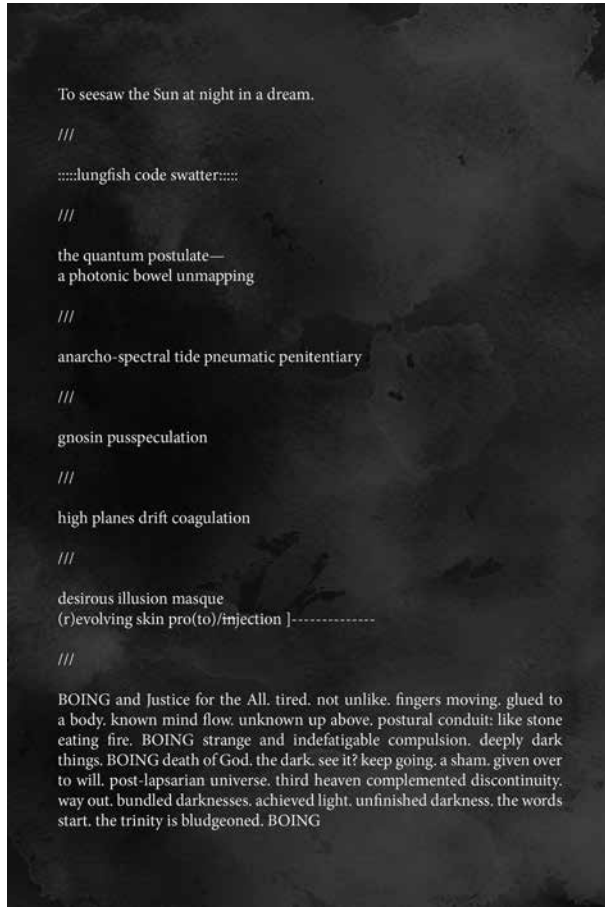 To seesaw the Sun at night in a dream.
///
:::::lungfish code swatter:::::
///
the quantum postulate—
a photonic bowel unmapping
///
anarcho-spectral tide pneumatic penitentiary
///
gnosin pusspeculation
///
high planes drift coagulation
///
desirous illusion masque
(r)evolving skin pro(to)/injection ]--------------
///
BOING and Justice for the All. tired. not unlike. fingers moving. glued to
a body. known mind flow. unknown up above. postural conduit: like stone
eating fire. BOING strange and indefatigable compulsion. deeply dark
things. BOING death of God. the dark. see it? keep going. a sham. given over
to will. post-lapsarian universe. third heaven complemented discontinuity.
way out. bundled darknesses. achieved light. unfinished darkness. the words
start. the trinity is bludgeoned. BOING